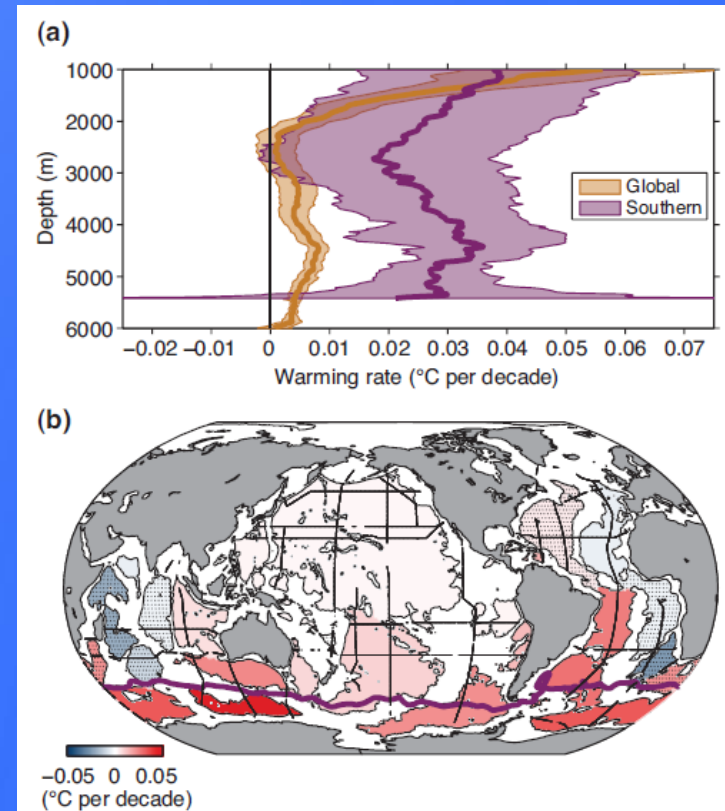 (a)
1000
2000
3000
4000
5000
6000
Depth (m)
Global
Southern
−0.02 −0.01 0 0.01 0.02 0.03 0.04 0.05 0.06 0.07
Warming rate (°C per decade)
(b)
−0.05 0 0.05
(°C per decade)